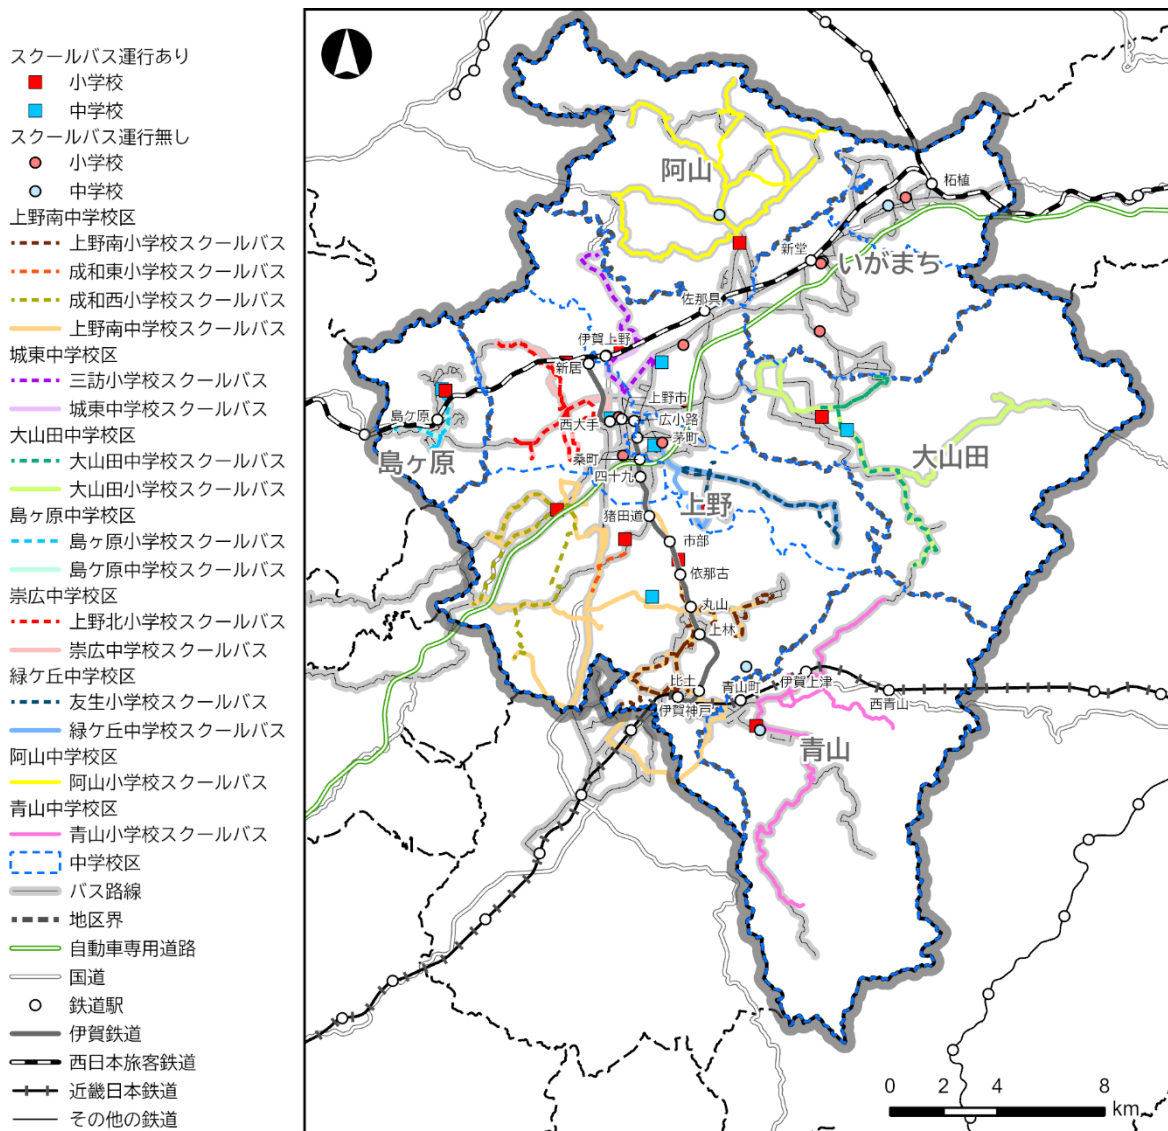 スクールバス運行あり
小学校
中学校
スクールバス運行無し
小学校
中学校
上野南中学校区
上野南小学校スクールバス
成和東小学校スクールバス
成和西小学校スクールバス
上野南中学校スクールバス
城東中学校区
三訪小学校スクールバス
城東中学校スクールバス
大山田中学校区
大山田中学校スクールバス
大山田小学校スクールバス
島ヶ原中学校区
島ヶ原小学校スクールバス
島ケ原中学校スクールバス
崇広中学校区
上野北小学校スクールバス
崇広中学校スクールバス
緑ケ丘中学校区
友生小学校スクールバス
緑ケ丘中学校スクールバス
阿山中学校区
阿山小学校スクールバス
青山中学校区
青山小学校スクールバス
中学校区
バス路線
地区界
自動車専用道路
国道
鉄道駅
伊賀鉄道
西日本旅客鉄道
近畿日本鉄道
その他の鉄道
阿山
柘植
新堂
いがまち
佐那具
伊賀上野
新居
上野市
広小路
西大手
茅町
島ヶ原
島ヶ原
桑町
四十九
大山田
上野
猪田道
市部
依那古
丸山
上林
比土
青山町
伊賀上津
西青山
伊賀神戸
青山
0 2 4 8
km